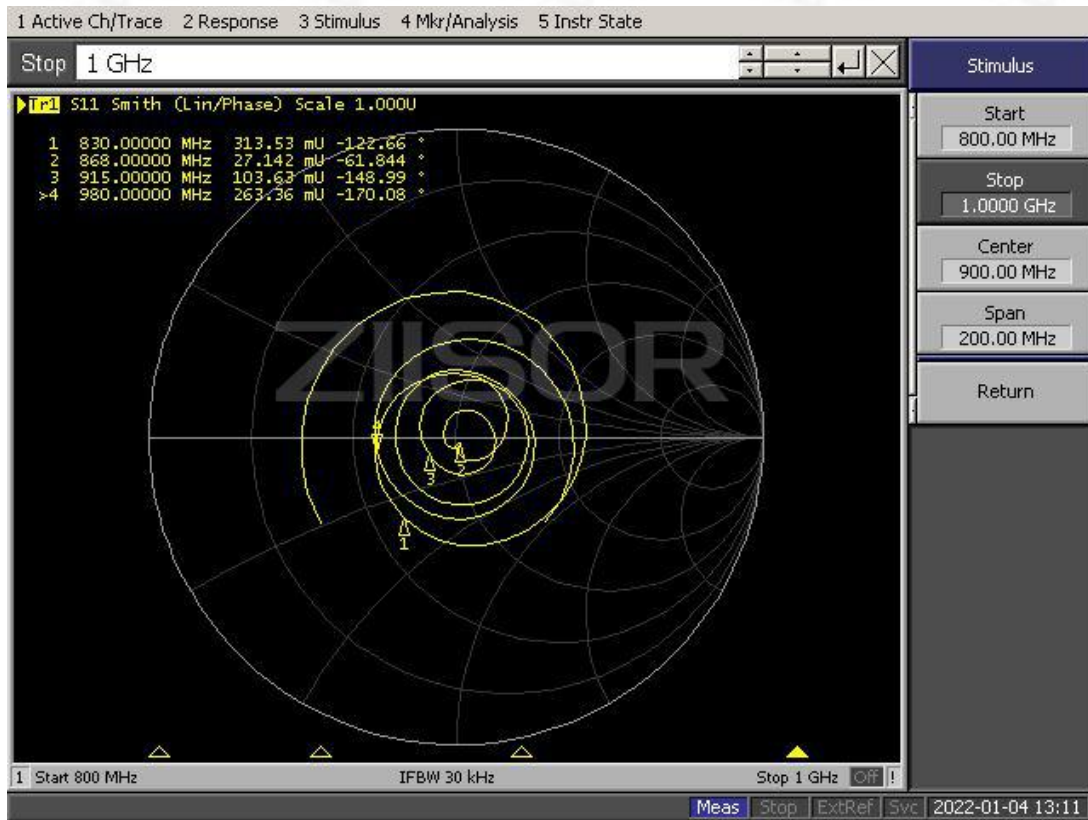 1 Active Ch/Trace 2 Response 3 Stimulus 4 Mkr/Analysis 5 Instr State
Stop 1 GHz
Tr1 S11 Smith (Lin/Phase) Scale 1.000U
1 830.00000 MHz 313.53 mU -122.66 °
2 868.00000 MHz 27.142 mU -61.844 °
3 915.00000 MHz 103.63 mU -148.99 °
>4 980.00000 MHz 263.36 mU -170.08 °
ZIISOR
4
3
2
1
1 Start 800 MHz IFBW 30 kHz Stop 1 GHz Off !
Stimulus
Start
800.00 MHz
Stop
1.0000 GHz
Center
900.00 MHz
Span
200.00 MHz
Return
Meas Stop ExtRef Svc 2022-01-04 13:11